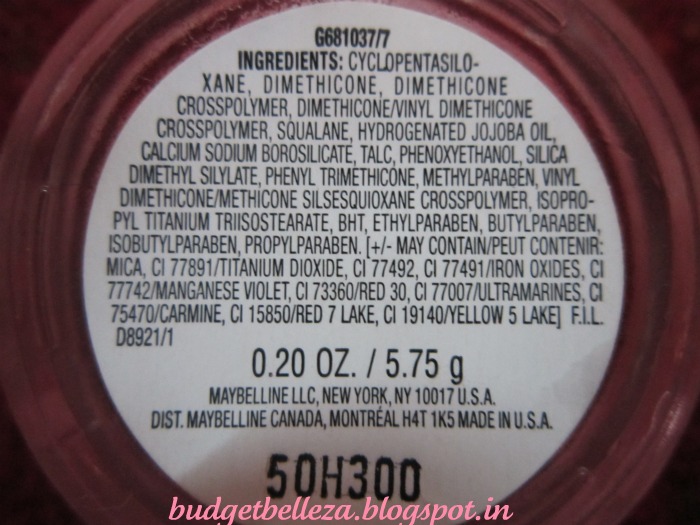 G681037/7
INGREDIENTS: CYCLOPENTASILO-
XANE, DIMETHICONE, DIMETHICONE
CROSSPOLYMER, DIMETHICONE/VINYL DIMETHICONE
CROSSPOLYMER, SQUALANE, HYDROGENATED JOJOBA OIL,
CALCIUM SODIUM BOROSILICATE, TALC, PHENOXYETHANOL, SILICA
DIMETHYL SILYLATE, PHENYL TRIMETHICONE, METHYLPARABEN, VINYL
DIMETHICONE/METHICONE SILSESQUIOXANE CROSSPOLYMER, ISOPRO-
PYL TITANIUM TRIISOSTEARATE, BHT, ETHYLPARABEN, BUTYLPARABEN,
ISOBUTYLPARABEN, PROPYLPARABEN. [+/- MAY CONTAIN/PEUT CONTENIR:
MICA, CI 77891/TITANIUM DIOXIDE, CI 77492, CI 77491/IRON OXIDES, CI
77742/MANGANESE VIOLET, CI 73360/RED 30, CI 77007/ULTRAMARINES, CI
75470/CARMINE, CI 15850/RED 7 LAKE, CI 19140/YELLOW 5 LAKE] F.I.L.
D8921/1
0.20 OZ. / 5.75 g
MAYBELLINE LLC, NEW YORK, NY 10017 U.S.A.
DIST. MAYBELLINE CANADA, MONTRÉAL H4T 1K5 MADE IN U.S.A.
50H300
budgetbelleza.blogspot.in